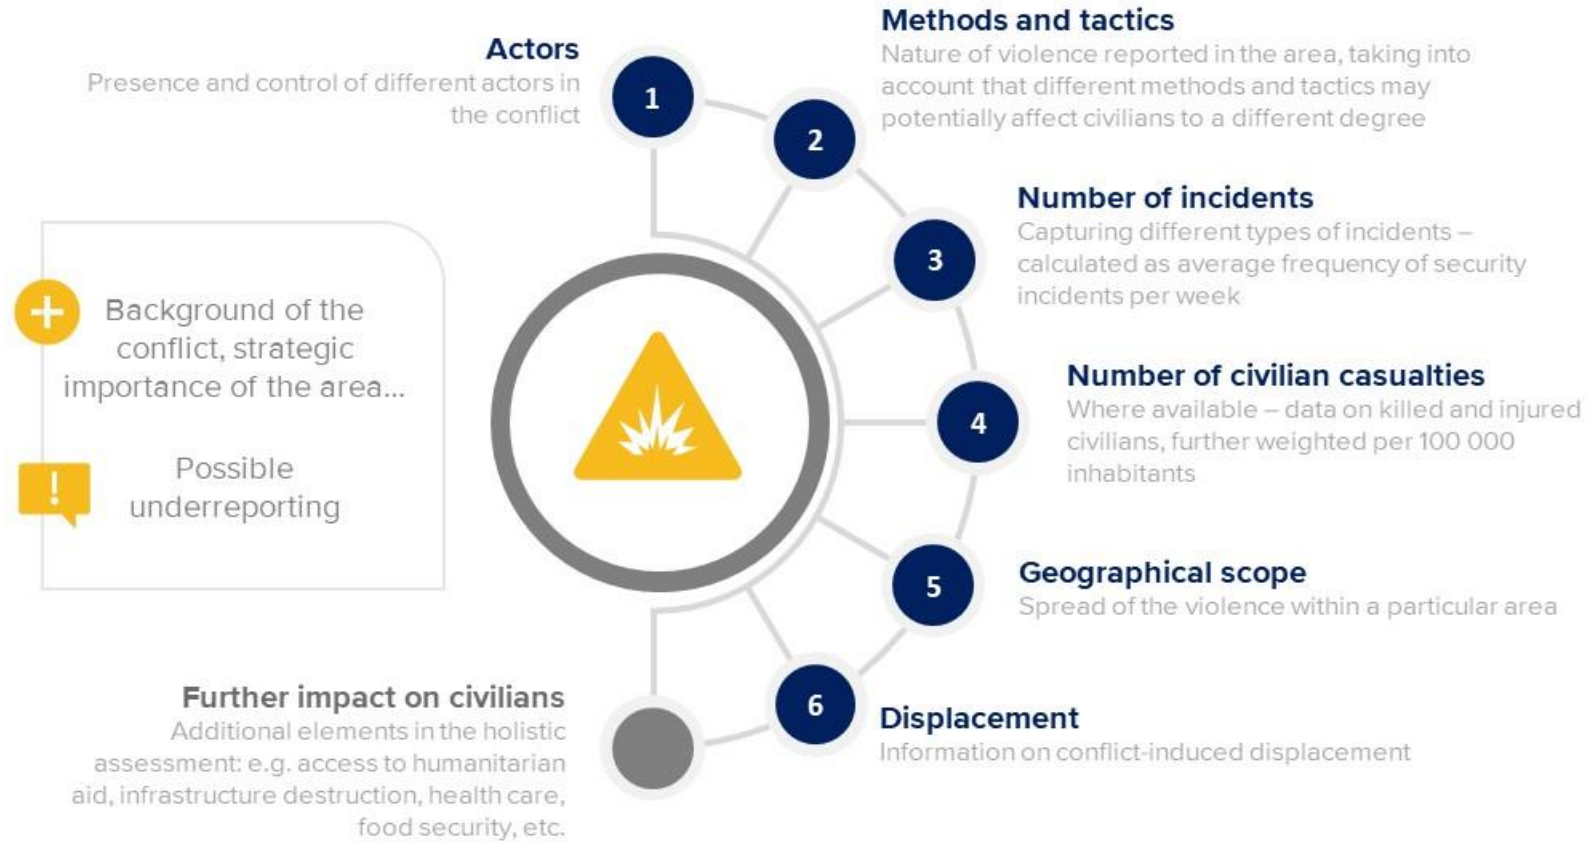 Actors
Presence and control of different actors in
the conflict
1
Methods and tactics
Nature of violence reported in the area, taking into
account that different methods and tactics may
potentially affect civilians to a different degree
2
Number of incidents
Capturing different types of incidents –
calculated as average frequency of security
incidents per week
3
Number of civilian casualties
Where available – data on killed and injured
civilians, further weighted per 100 000
inhabitants
4
Geographical scope
Spread of the violence within a particular area
5
Displacement
Information on conflict-induced displacement
6
Further impact on civilians
Additional elements in the holistic
assessment: e.g. access to humanitarian
aid, infrastructure destruction, health care,
food security, etc.
+
Background of the
conflict, strategic
importance of the area...
!
Possible
underreporting